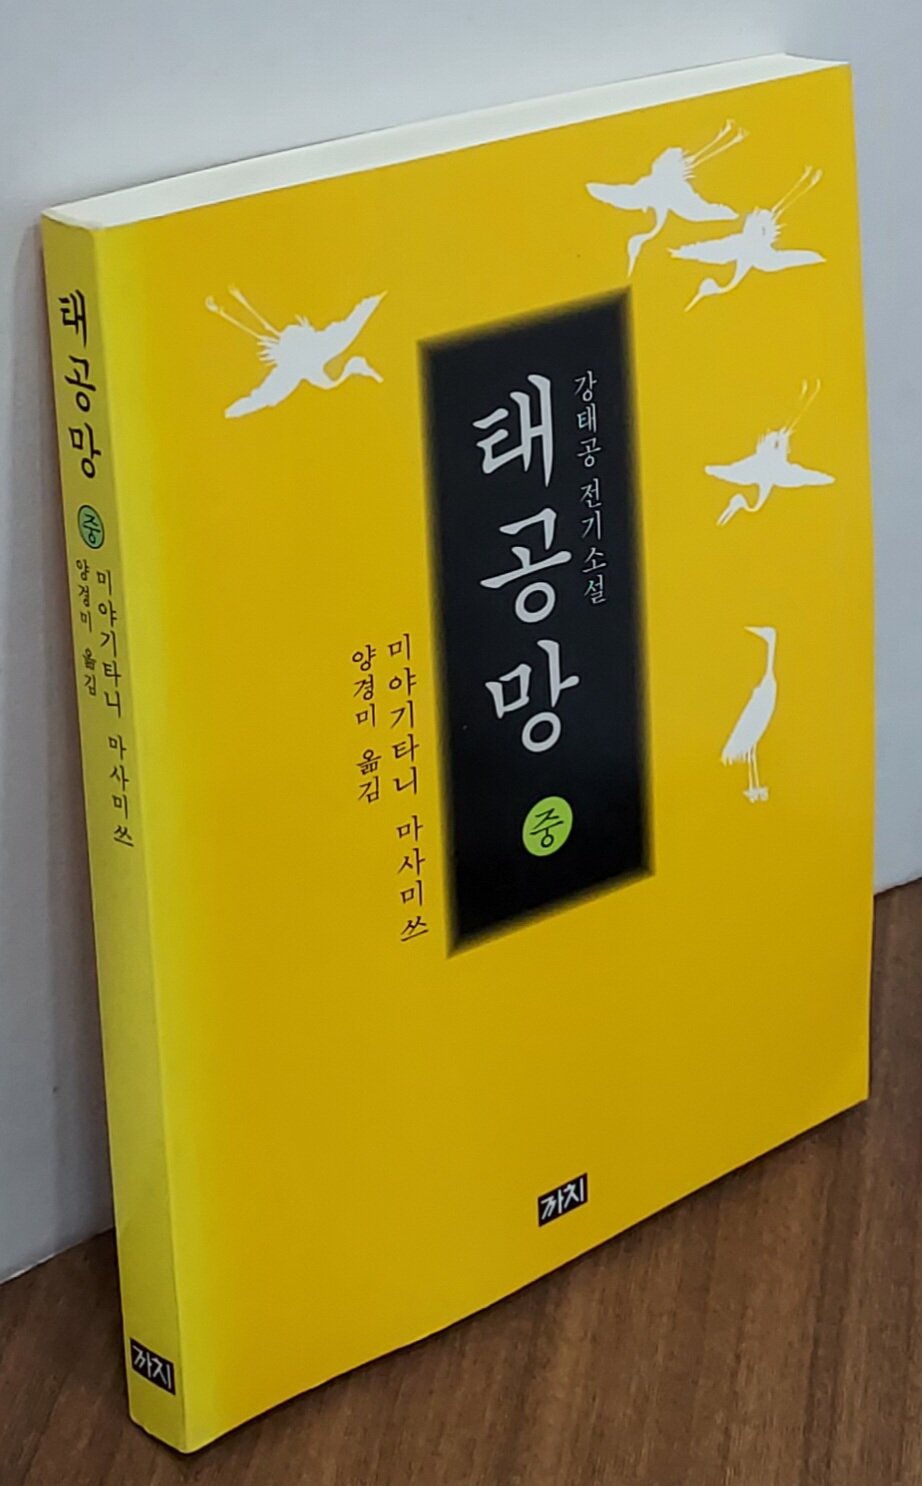 태공망
중
미야기타니 마사미쓰
양경미 옮김
까치
강태공 전기소설
태공망
중
미야기타니 마사미쓰
양경미 옮김
까치